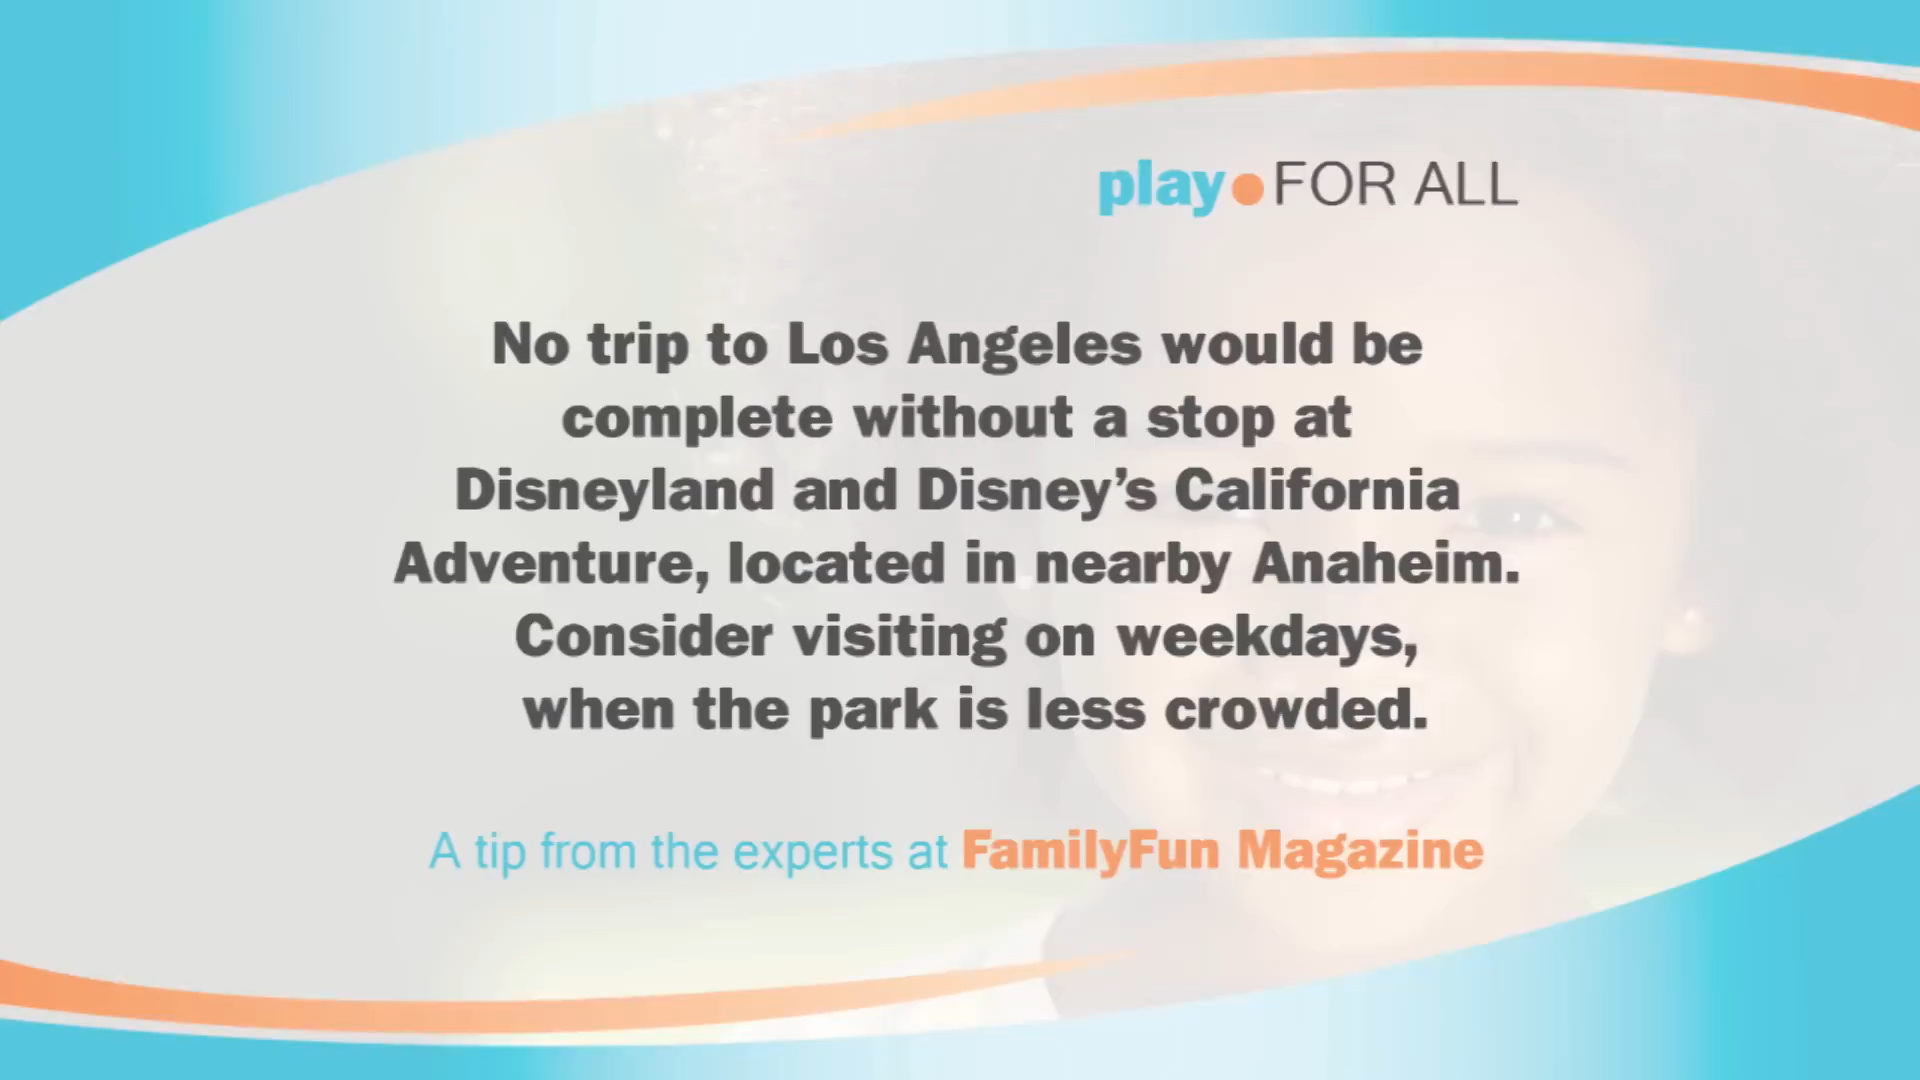 play•FOR ALL
No trip to Los Angeles would be
complete without a stop at
Disneyland and Disney’s California
Adventure, located in nearby Anaheim.
Consider visiting on weekdays,
when the park is less crowded.
A tip from the experts at FamilyFun Magazine